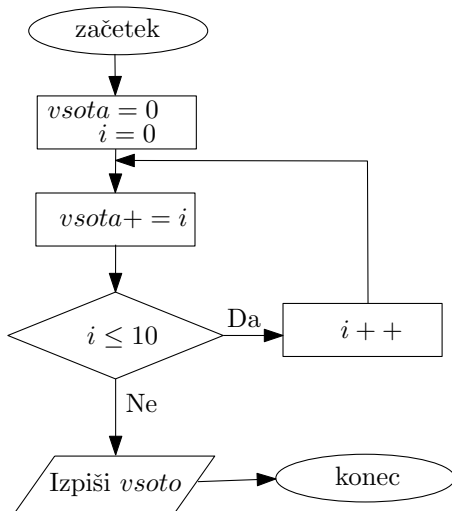 začetek
vsota = 0
i = 0
vsota+ = i
i ≤ 10
Da
i + +
Ne
Izpiši vsoto
konec